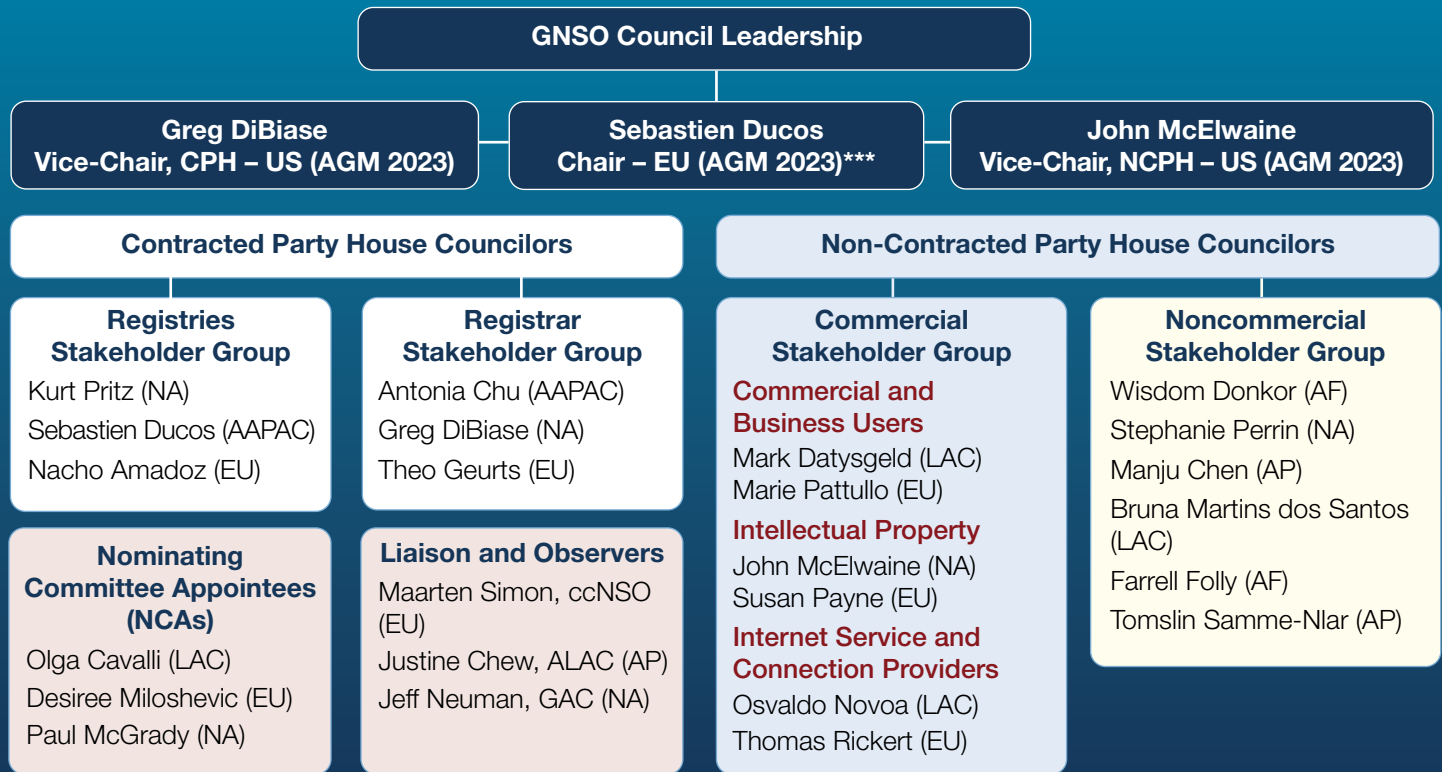 GNSO Council Leadership
Greg DiBiase
Vice-Chair, CPH – US (AGM 2023)
Sebastien Ducos
Chair – EU (AGM 2023)***
John McElwaine
Vice-Chair, NCPH – US (AGM 2023)
Contracted Party House Councilors
Registries
Stakeholder Group
Kurt Pritz (NA)
Sebastien Ducos (AAPAC)
Nacho Amadoz (EU)
Registrar
Stakeholder Group
Antonia Chu (AAPAC)
Greg DiBiase (NA)
Theo Geurts (EU)
Nominating
Committee Appointees
(NCAs)
Olga Cavalli (LAC)
Desiree Miloshevic (EU)
Paul McGrady (NA)
Liaison and Observers
Maarten Simon, ccNSO
(EU)
Justine Chew, ALAC (AP)
Jeff Neuman, GAC (NA)
Non-Contracted Party House Councilors
Commercial
Stakeholder Group
Commercial and
Business Users
Mark Datysgeld (LAC)
Marie Pattullo (EU)
Intellectual Property
John McElwaine (NA)
Susan Payne (EU)
Internet Service and
Connection Providers
Osvaldo Novoa (LAC)
Thomas Rickert (EU)
Noncommercial
Stakeholder Group
Wisdom Donkor (AF)
Stephanie Perrin (NA)
Manju Chen (AP)
Bruna Martins dos Santos
(LAC)
Farrell Folly (AF)
Tomslin Samme-Nlar (AP)